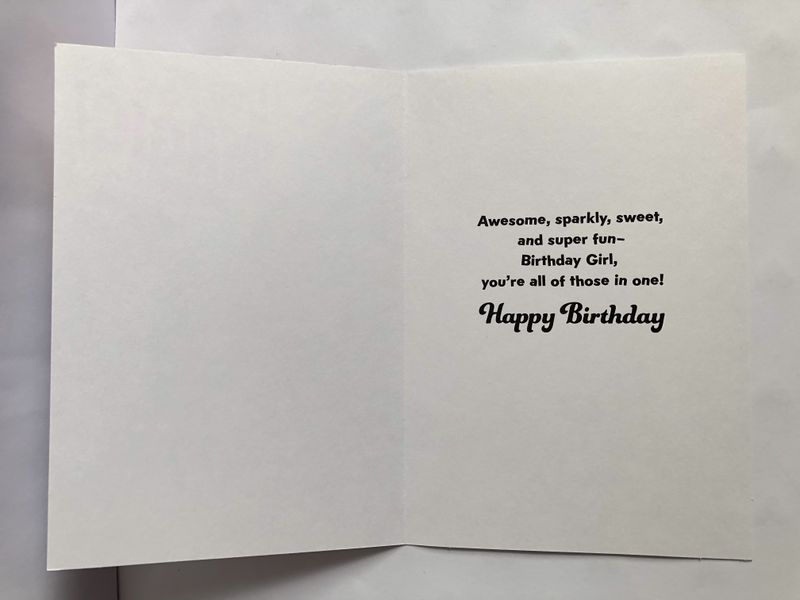 Awesome, sparkly, sweet,
and super fun–
Birthday Girl,
you're all of those in one!
Happy Birthday